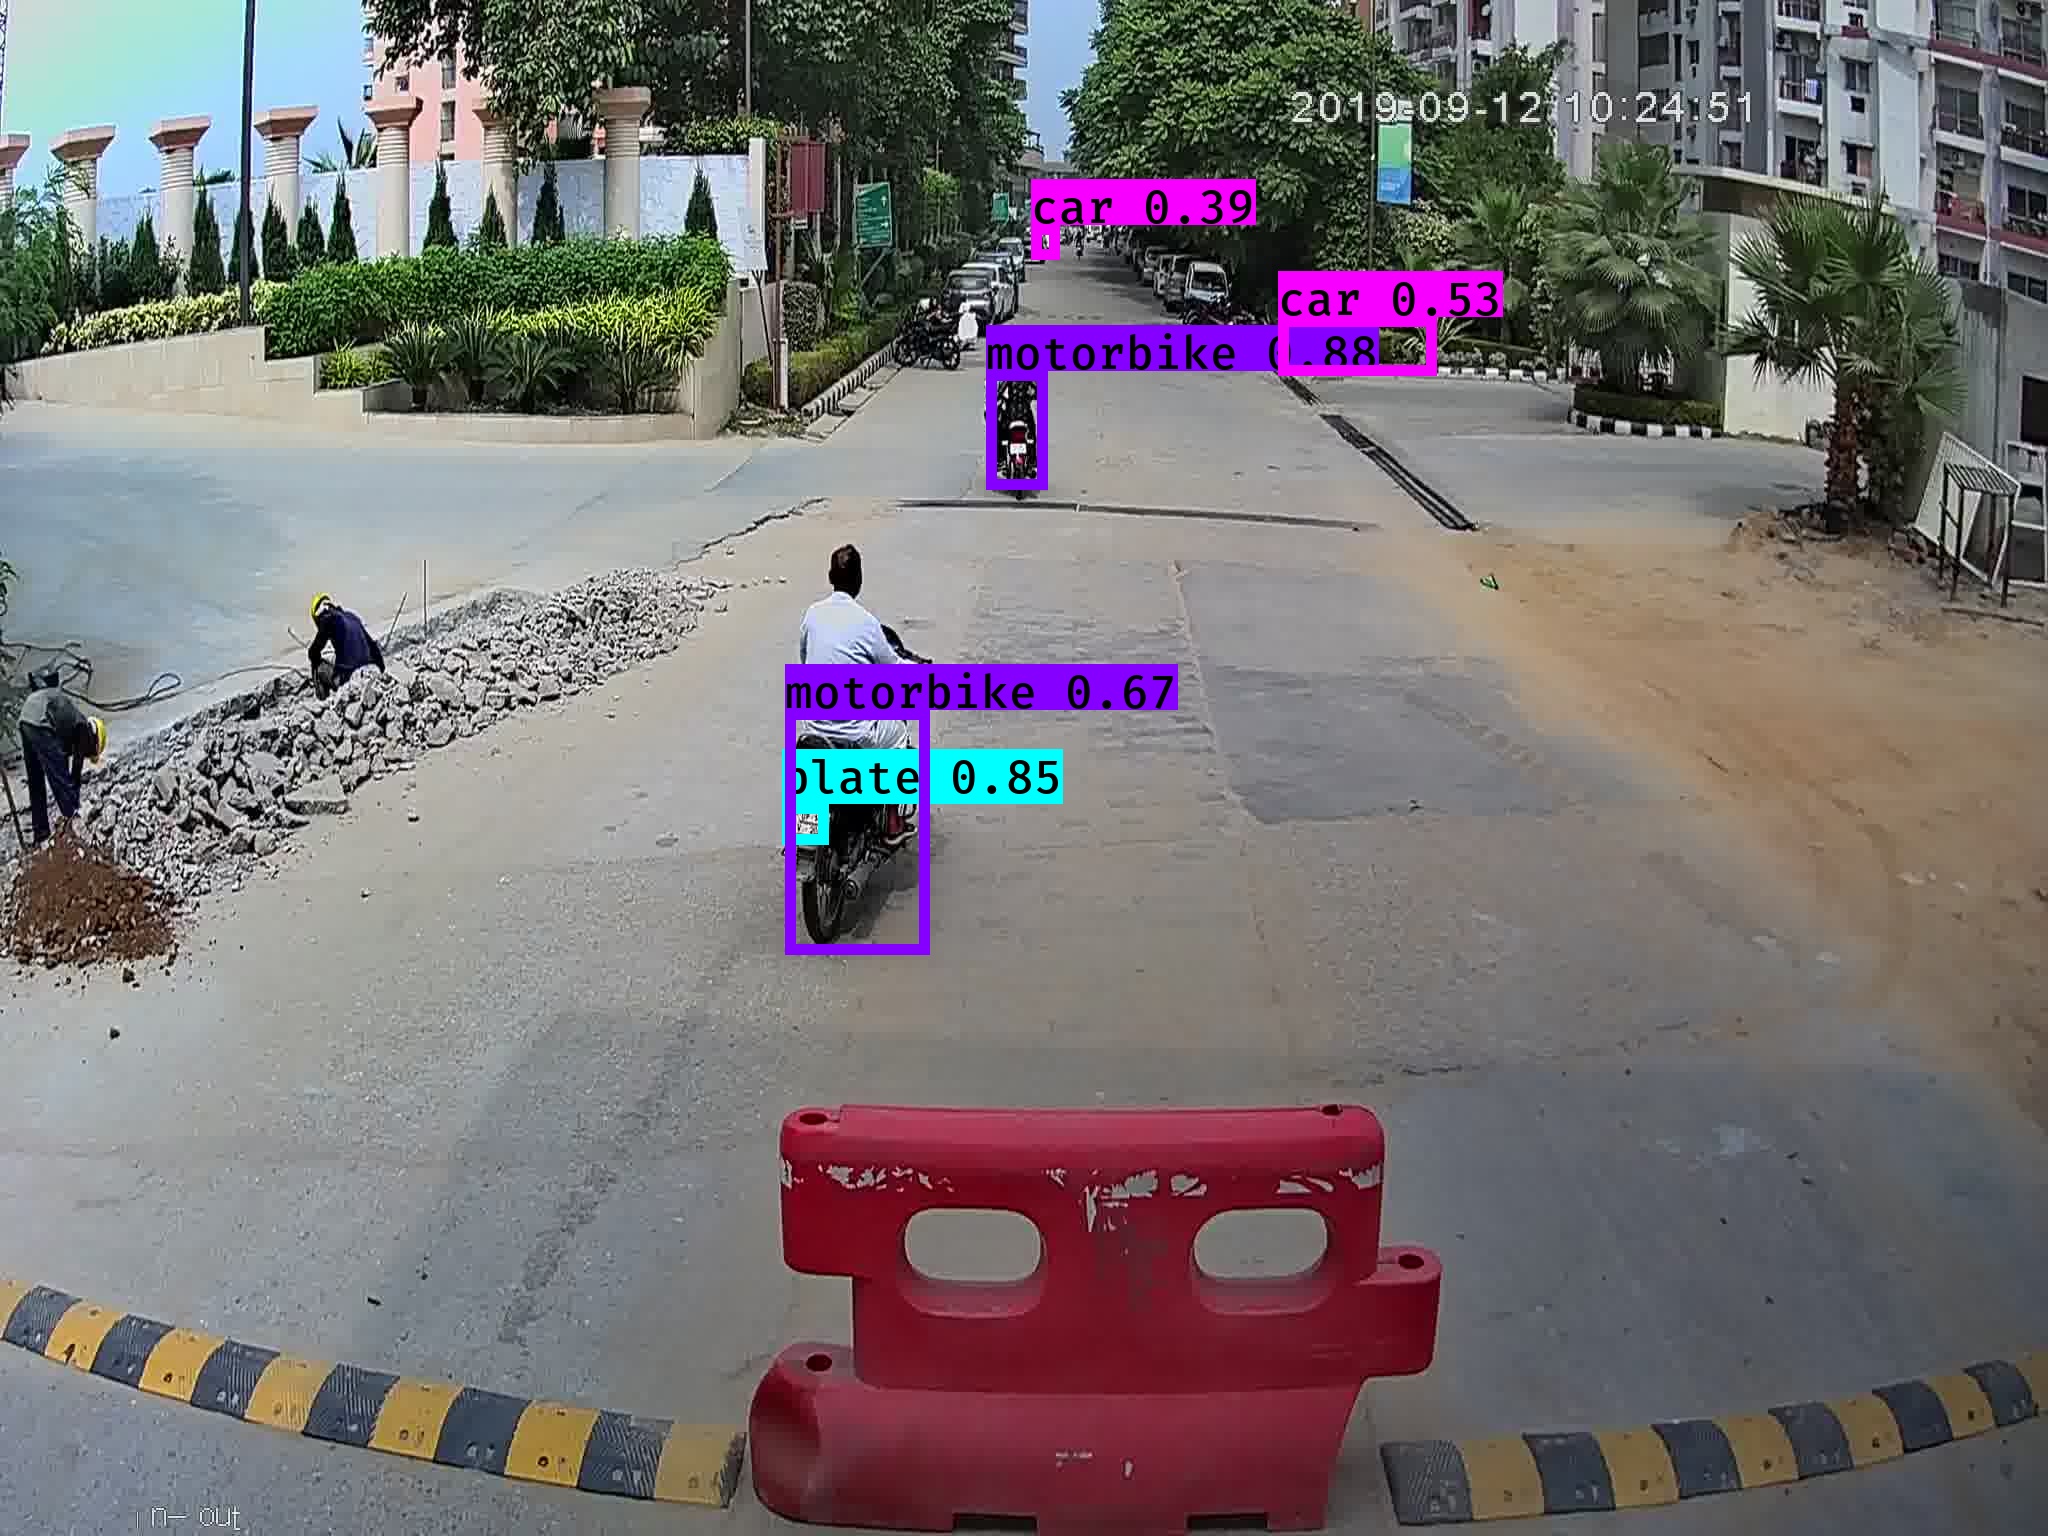 2019-09-12 10:24:51
car 0.39
car 0.53
motorbike 0.88
motorbike 0.67
plate 0.85
n- out